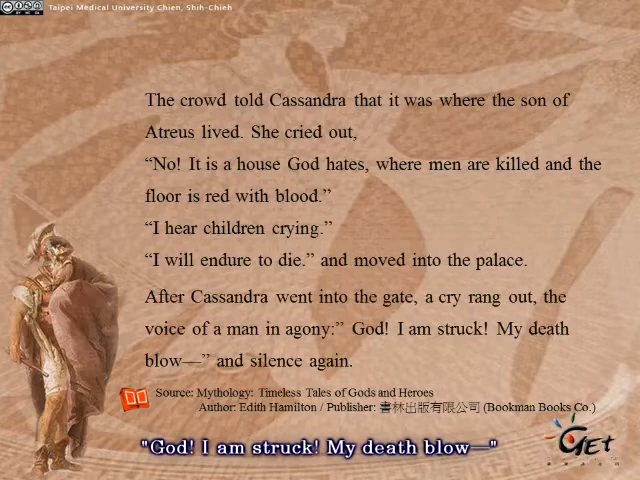 Taipei Medical University Chien, Shih-Chieh
The crowd told Cassandra that it was where the son of
Atreus lived. She cried out,
“No! It is a house God hates, where men are killed and the
floor is red with blood.”
“I hear children crying.”
“I will endure to die.” and moved into the palace.
After Cassandra went into the gate, a cry rang out, the
voice of a man in agony:” God! I am struck! My death
blow—” and silence again.
Source: Mythology: Timeless Tales of Gods and Heroes
Author: Edith Hamilton / Publisher: 書林出版有限公司 (Bookman Books Co.)
GET
"God! I am struck! My death blow—"